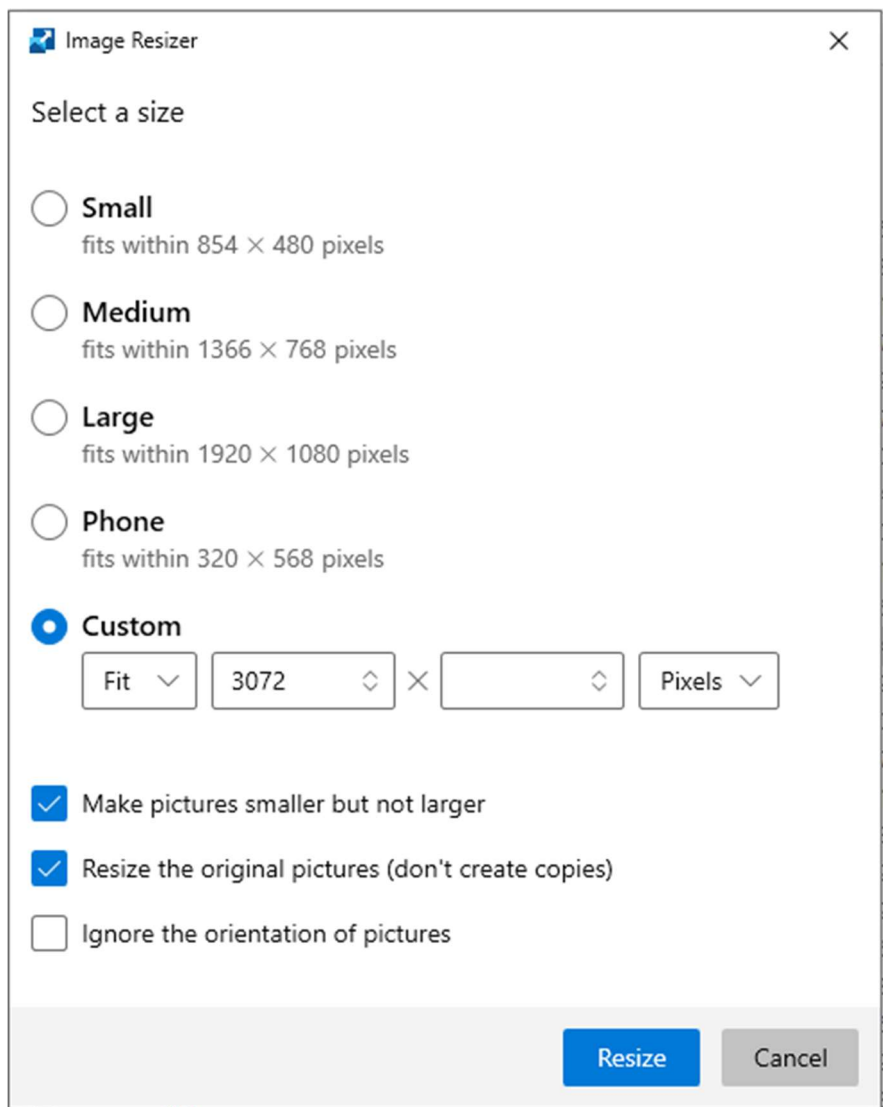 Image Resizer
Select a size
Small
fits within 854 × 480 pixels
Medium
fits within 1366 × 768 pixels
Large
fits within 1920 × 1080 pixels
Phone
fits within 320 × 568 pixels
Custom
Fit 3072 × Pixels
Make pictures smaller but not larger
Resize the original pictures (don't create copies)
Ignore the orientation of pictures
Resize Cancel